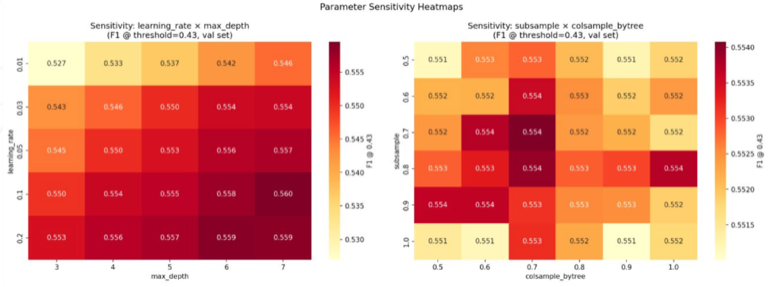 Parameter Sensitivity Heatmaps
Sensitivity: learning_rate × max_depth
(F1 @ threshold=0.43, val set)
learning_rate
0.01 0.527 0.533 0.537 0.542 0.546
0.03 0.543 0.546 0.550 0.554 0.554
0.05 0.545 0.550 0.553 0.556 0.557
0.1 0.550 0.554 0.555 0.558 0.560
0.2 0.553 0.556 0.557 0.559 0.559
3 4 5 6 7
max_depth
0.555
0.550
0.545
0.540
0.535
0.530
F1 @ 0.43
Sensitivity: subsample × colsample_bytree
(F1 @ threshold=0.43, val set)
subsample
0.5 0.551 0.553 0.553 0.552 0.551 0.552
0.6 0.552 0.552 0.554 0.553 0.552 0.552
0.7 0.552 0.554 0.554 0.552 0.552 0.552
0.8 0.553 0.553 0.554 0.553 0.553 0.554
0.9 0.554 0.554 0.553 0.553 0.553 0.552
1.0 0.551 0.551 0.553 0.552 0.551 0.552
0.5 0.6 0.7 0.8 0.9 1.0
colsample_bytree
0.5540
0.5535
0.5530
0.5525
0.5520
0.5515
F1 @ 0.43